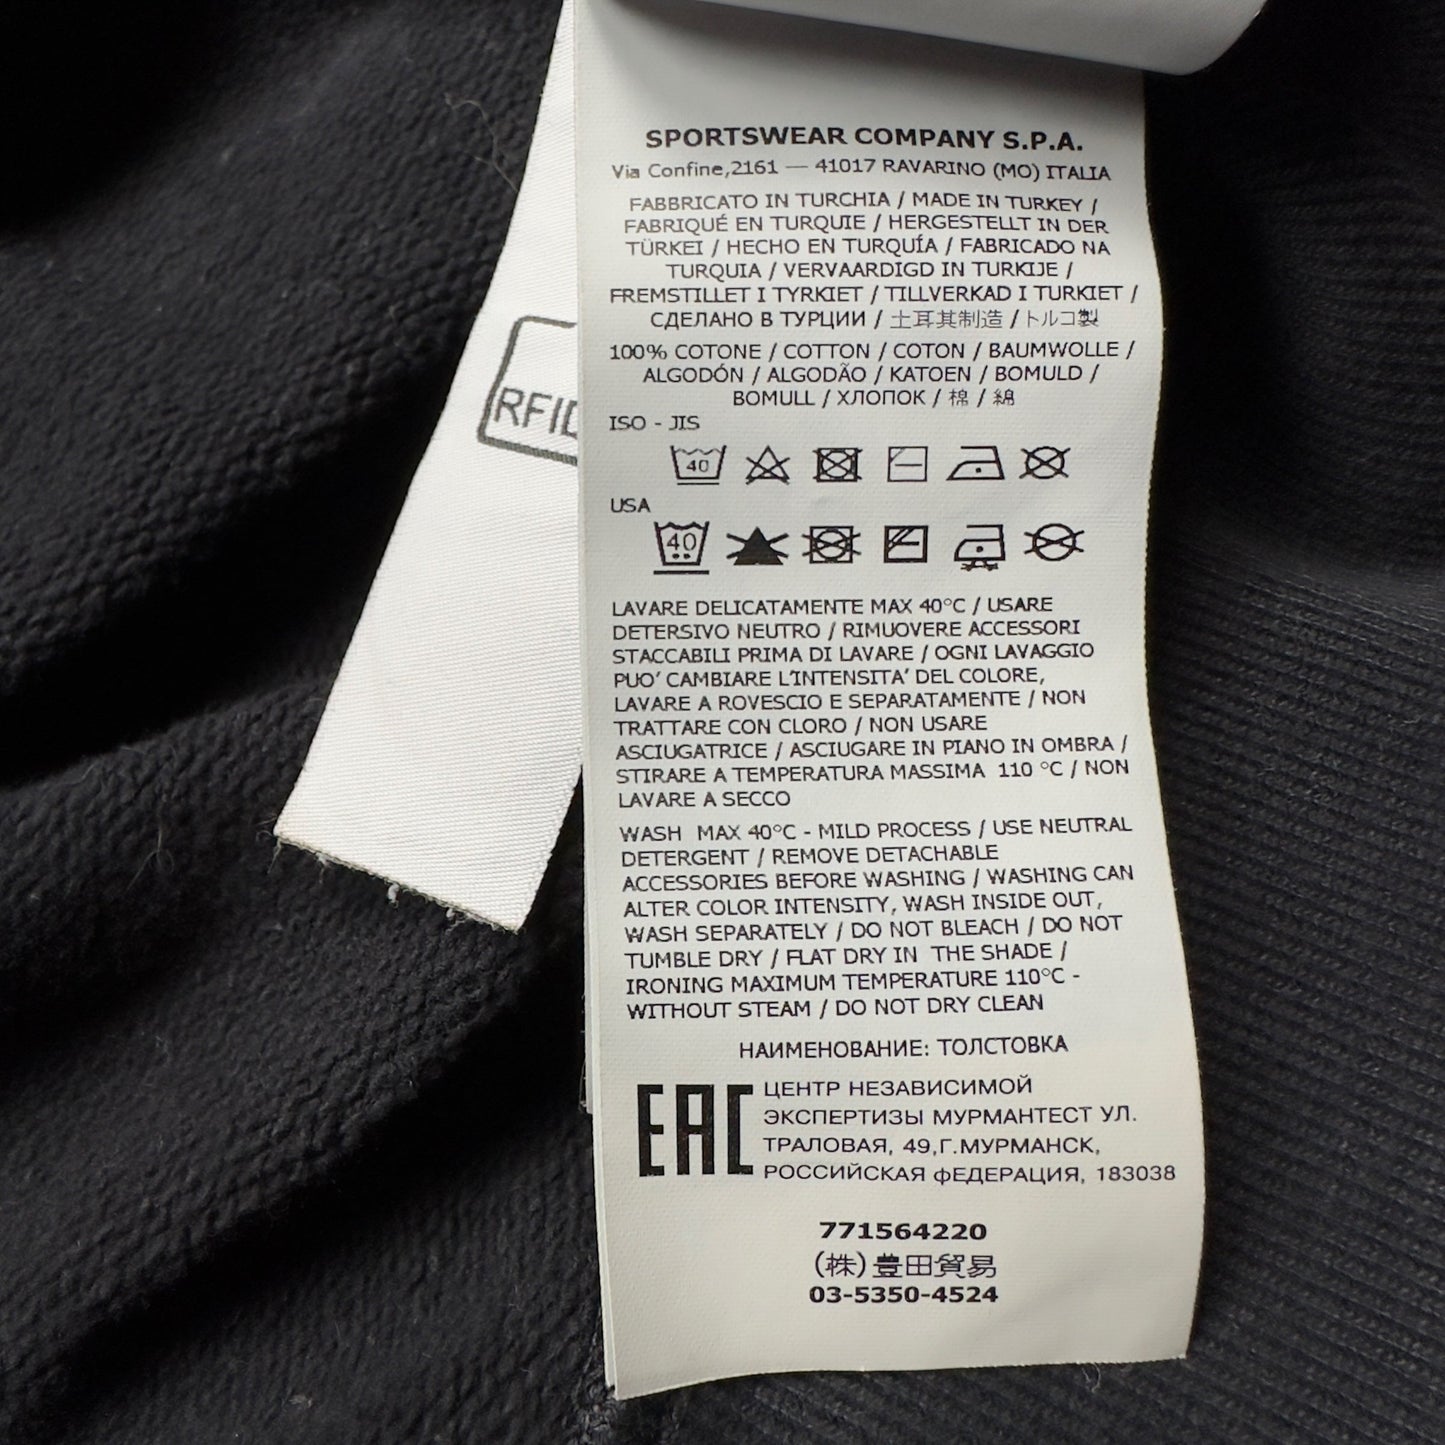 SPORTSWEAR COMPANY S.P.A.
Via Confine,2161 — 41017 RAVARINO (MO) ITALIA
FABBRICATO IN TURCHIA / MADE IN TURKEY /
FABRIQUÉ EN TURQUIE / HERGESTELLT IN DER
TÜRKEI / HECHO EN TURQUÍA / FABRICADO NA
TURQUIA / VERVAARDIGD IN TURKIJE /
FREMSTILLET I TYRKIET / TILLVERKAD I TURKIET /
СДЕЛАНО В ТУРЦИИ / 土耳其制造 / トルコ製
100% COTONE / COTTON / COTON / BAUMWOLLE /
ALGODÓN / ALGODÃO / KATOEN / BOMULD /
BOMULL / ХЛОПОК / 棉 / 綿
RFID
ISO - JIS
40
USA
40
LAVARE DELICATAMENTE MAX 40°C / USARE
DETERSIVO NEUTRO / RIMUOVERE ACCESSORI
STACCABILI PRIMA DI LAVARE / OGNI LAVAGGIO
PUO' CAMBIARE L'INTENSITA' DEL COLORE,
LAVARE A ROVESCIO E SEPARATAMENTE / NON
TRATTARE CON CLORO / NON USARE
ASCIUGATRICE / ASCIUGARE IN PIANO IN OMBRA /
STIRARE A TEMPERATURA MASSIMA 110 °C / NON
LAVARE A SECCO
WASH MAX 40°C - MILD PROCESS / USE NEUTRAL
DETERGENT / REMOVE DETACHABLE
ACCESSORIES BEFORE WASHING / WASHING CAN
ALTER COLOR INTENSITY, WASH INSIDE OUT,
WASH SEPARATELY / DO NOT BLEACH / DO NOT
TUMBLE DRY / FLAT DRY IN THE SHADE /
IRONING MAXIMUM TEMPERATURE 110°C -
WITHOUT STEAM / DO NOT DRY CLEAN
НАИМЕНОВАНИЕ: ТОЛСТОВКА
EAC
ЦЕНТР НЕЗАВИСИМОЙ
ЭКСПЕРТИЗЫ МУРМАНТЕСТ УЛ.
ТРАЛОВАЯ, 49,Г.МУРМАНСК,
РОССИЙСКАЯ фЕДЕРАЦИЯ, 183038
771564220
(株) 豊田貿易
03-5350-4524